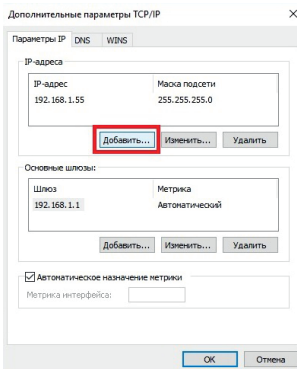 Дополнительные параметры TCP/IP
Параметры IP DNS WINS
IP-адреса
IP-адрес Маска подсети
192.168.1.55 255.255.255.0
Добавить... Изменить... Удалить
Основные шлюзы:
Шлюз Метрика
192.168.1.1 Автоматический
Добавить... Изменить... Удалить
Автоматическое назначение метрики
Метрика интерфейса:
ОК Отмена